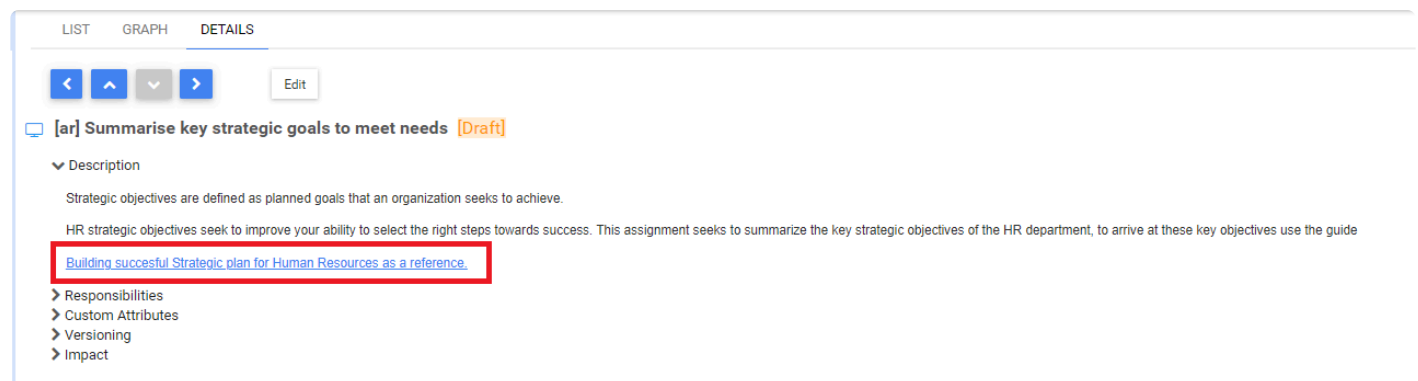 LIST GRAPH DETAILS
Edit
[ar] Summarise key strategic goals to meet needs [Draft]
Description
Strategic objectives are defined as planned goals that an organization seeks to achieve.
HR strategic objectives seek to improve your ability to select the right steps towards success. This assignment seeks to summarize the key strategic objectives of the HR department, to arrive at these key objectives use the guide
Building succesful Strategic plan for Human Resources as a reference.
Responsibilities
Custom Attributes
Versioning
Impact